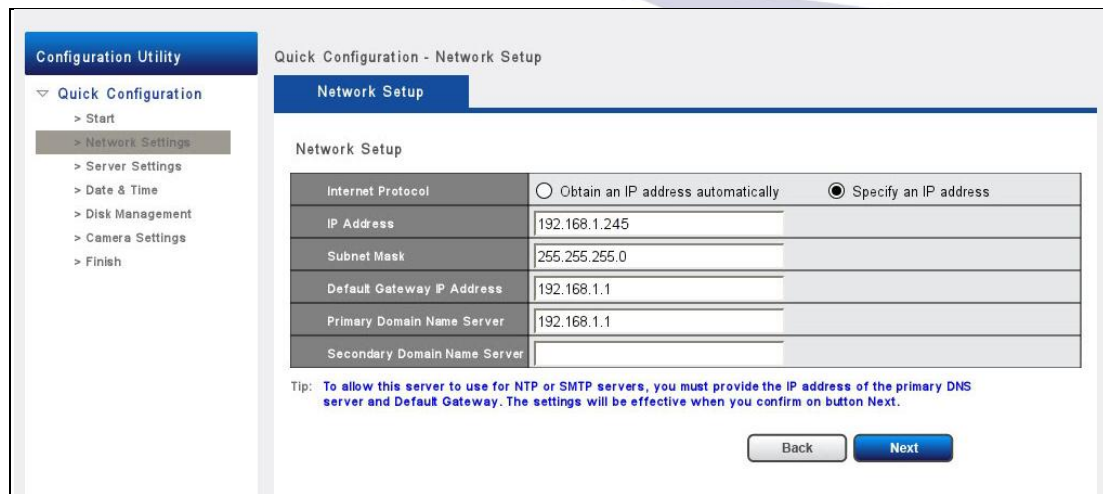 Configuration Utility
Quick Configuration
> Start
> Network Settings
> Server Settings
> Date & Time
> Disk Management
> Camera Settings
> Finish
Quick Configuration - Network Setup
Network Setup
Network Setup
Internet Protocol Obtain an IP address automatically Specify an IP address
IP Address 192.168.1.245
Subnet Mask 255.255.255.0
Default Gateway IP Address 192.168.1.1
Primary Domain Name Server 192.168.1.1
Secondary Domain Name Server
Tip: To allow this server to use for NTP or SMTP servers, you must provide the IP address of the primary DNS
server and Default Gateway. The settings will be effective when you confirm on button Next.
Back Next